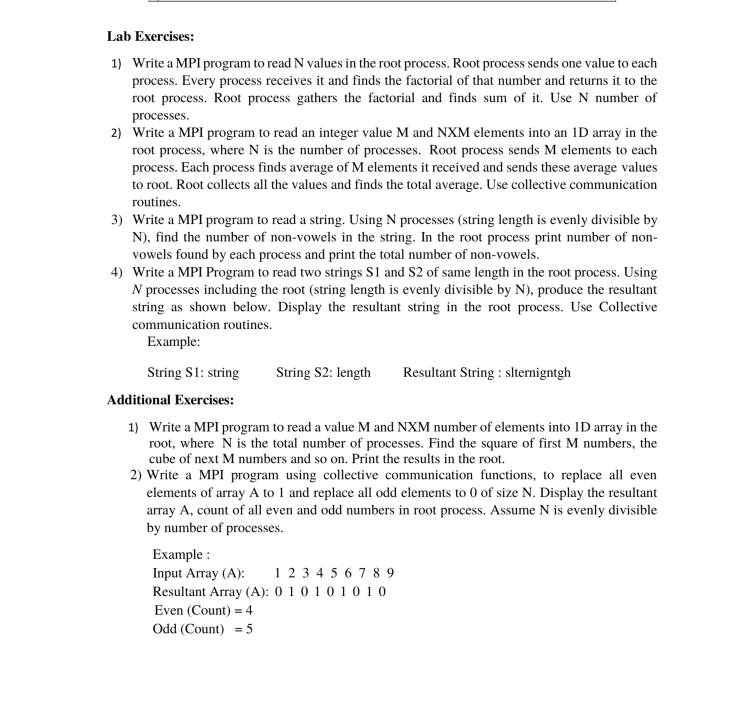 Lab Exercises:
1) Write a MPI program to read N values in the root process. Root process sends one value to each
process. Every process receives it and finds the factorial of that number and returns it to the
root process. Root process gathers the factorial and finds sum of it. Use N number of
processes.
2) Write a MPI program to read an integer value M and NXM elements into an 1D array in the
root process, where N is the number of processes. Root process sends M elements to each
process. Each process finds average of M elements it received and sends these average values
to root. Root collects all the values and finds the total average. Use collective communication
routines.
3) Write a MPI program to read a string. Using N processes (string length is evenly divisible by
N), find the number of non-vowels in the string. In the root process print number of non-
vowels found by each process and print the total number of non-vowels.
4) Write a MPI Program to read two strings S1 and S2 of same length in the root process. Using
N processes including the root (string length is evenly divisible by N), produce the resultant
string as shown below. Display the resultant string in the root process. Use Collective
communication routines.
Example:
String S1: string String S2: length Resultant String : slternigntgh
Additional Exercises:
1) Write a MPI program to read a value M and NXM number of elements into 1D array in the
root, where N is the total number of processes. Find the square of first M numbers, the
cube of next M numbers and so on. Print the results in the root.
2) Write a MPI program using collective communication functions, to replace all even
elements of array A to 1 and replace all odd elements to 0 of size N. Display the resultant
array A, count of all even and odd numbers in root process. Assume N is evenly divisible
by number of processes.
Example :
Input Array (A): 1 2 3 4 5 6 7 8 9
Resultant Array (A): 0 1 0 1 0 1 0 1 0
Even (Count) = 4
Odd (Count) = 5